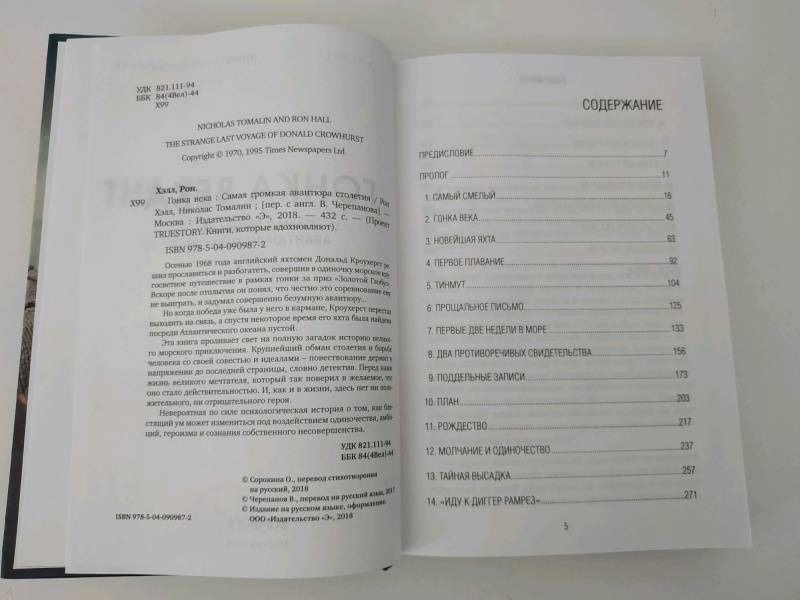 УДК 821.111-94
ББК 84(4Вел)-44
Х99
NICHOLAS TOMALIN AND RON HALL
THE STRANGE LAST VOYAGE OF DONALD CROWHURST
Copyright © 1970, 1995 Times Newspapers Ltd.
Хэлл, Рон.
Х99 Гонка века : Самая громкая авантюра столетия / Рон
Хэлл, Николас Томалин ; [пер. с англ. В. Черепанова]. —
Москва : Издательство «Э», 2018. — 432 с. — (Проект
TRUESTORY. Книги, которые вдохновляют).
ISBN 978-5-04-090987-2
Осенью 1968 года английский яхтсмен Дональд Кроухерст ре-
шил прославиться и разбогатеть, совершив в одиночку морское кру-
госветное путешествие в рамках гонки за приз «Золотой Глобус».
Вскоре после отплытия он понял, что честно это соревнование ему
не выиграть, и задумал совершенно безумную авантюру...
Но когда победа уже была у него в кармане, Кроухерст перестал
выходить на связь, а спустя некоторое время его яхта была найдена
посреди Атлантического океана пустой.
Эта книга проливает свет на полную загадок историю велико-
го морского приключения. Крупнейший обман столетия и борьба
человека со своей совестью и идеалами – повествование держит в
напряжении до последней страницы, словно детектив. Перед нами
жизнь великого мечтателя, который так поверил в желаемое, что
оно стало действительностью. И, как и в жизни, здесь нет ни по-
ложительного, ни отрицательного героя.
Невероятная по силе психологическая история о том, как бле-
стящий ум может измениться под воздействием одиночества, амби-
ций, героизма и сознания собственного несовершенства.
УДК 821.111-94
ББК 84(4Вел)-44
© Сорокина О., перевод стихотворения
на русский, 2018
© Черепанов В., перевод на русский язык, 2017
© Издание на русском языке, оформление.
ISBN 978-5-04-090987-2 ООО «Издательство «Э», 2018
СОДЕРЖАНИЕ
ПРЕДИСЛОВИЕ 7
ПРОЛОГ 11
1. САМЫЙ СМЕЛЫЙ 16
2. ГОНКА ВЕКА 45
3. НОВЕЙШАЯ ЯХТА 63
4. ПЕРВОЕ ПЛАВАНИЕ 92
5. ТИНМУТ 104
6. ПРОЩАЛЬНОЕ ПИСЬМО 125
7. ПЕРВЫЕ ДВЕ НЕДЕЛИ В МОРЕ 133
8. ДВА ПРОТИВОРЕЧИВЫХ СВИДЕТЕЛЬСТВА 156
9. ПОДДЕЛЬНЫЕ ЗАПИСИ 173
10. ПЛАН 203
11. РОЖДЕСТВО 217
12. МОЛЧАНИЕ И ОДИНОЧЕСТВО 237
13. ТАЙНАЯ ВЫСАДКА 257
14. «ИДУ К ДИГГЕР РАМРЕЗ» 271
5